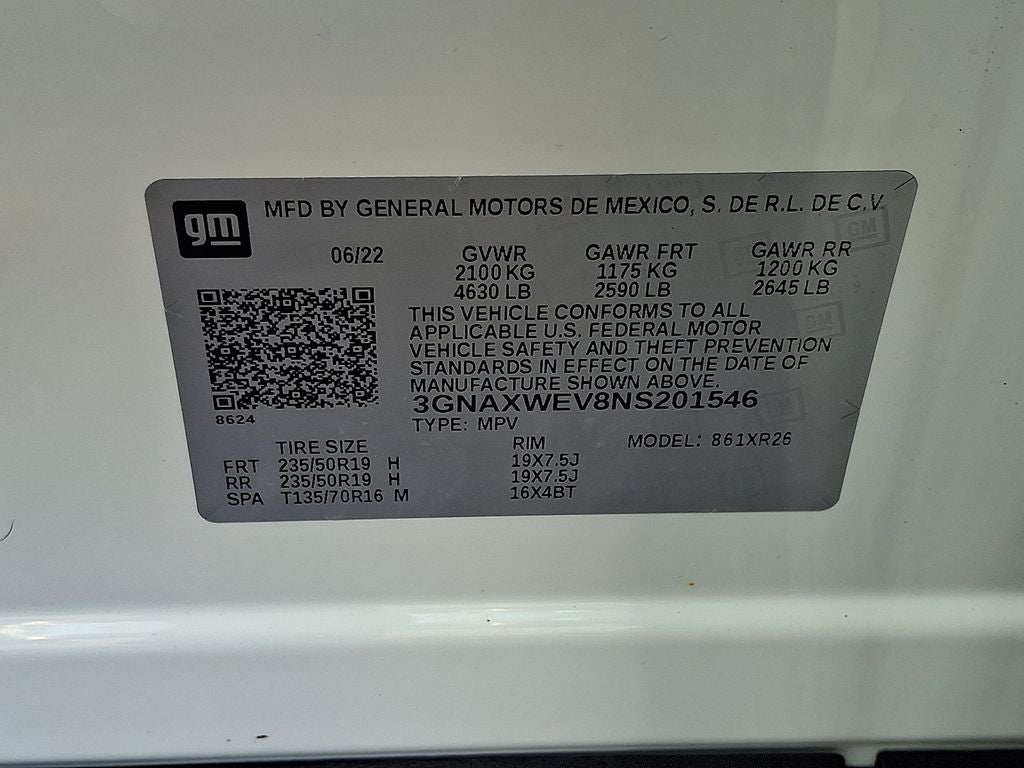 gm
MFD BY GENERAL MOTORS DE MEXICO, S. DE R.L. DE C.V.
06/22 GVWR GAWR FRT GAWR RR
2100 KG 1175 KG 1200 KG
4630 LB 2590 LB 2645 LB
THIS VEHICLE CONFORMS TO ALL
APPLICABLE U.S. FEDERAL MOTOR
VEHICLE SAFETY AND THEFT PREVENTION
STANDARDS IN EFFECT ON THE DATE OF
MANUFACTURE SHOWN ABOVE.
3GNAXWEV8NS201546
8624
TYPE: MPV
TIRE SIZE RIM MODEL: 861XR26
FRT 235/50R19 H 19X7.5J
RR 235/50R19 H 19X7.5J
SPA T135/70R16 M 16X4BT
GM
GM